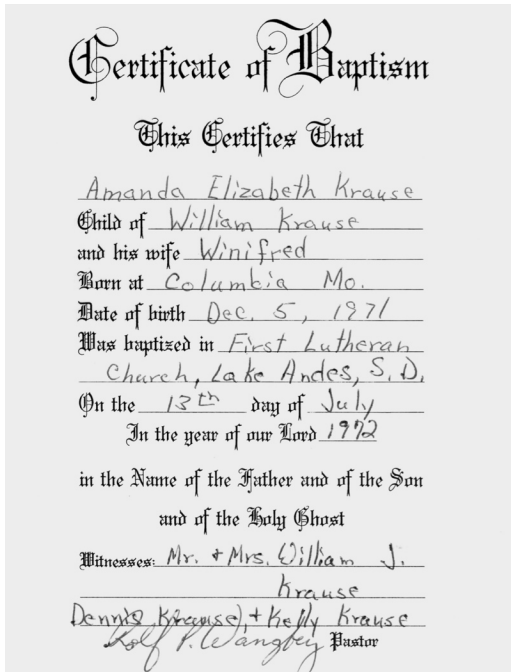 Certificate of Baptism
This Certifies That
Amanda Elizabeth Krause
Child of William Krause
and his wife Winifred
Born at Columbia Mo.
Date of birth Dec. 5, 1971
Was baptized in First Lutheran
Church, Lake Andes, S.D.
On the 13th day of July
In the year of our Lord 1972
in the Name of the Father and of the Son
and of the Holy Ghost
Witnesses: Mr. + Mrs. William J.
Krause
Dennis Krause), + Kelly Krause
Rolf P. Pastor